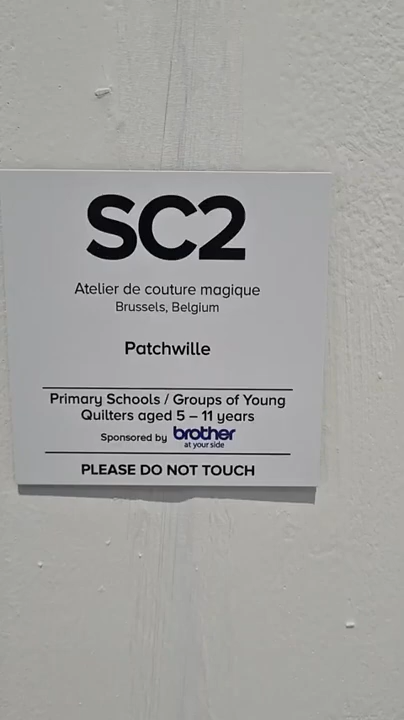 SC2
Atelier de couture magique
Brussels, Belgium
Patchwille
Primary Schools / Groups of Young
Quilters aged 5 – 11 years
Sponsored by brother
at your side
PLEASE DO NOT TOUCH